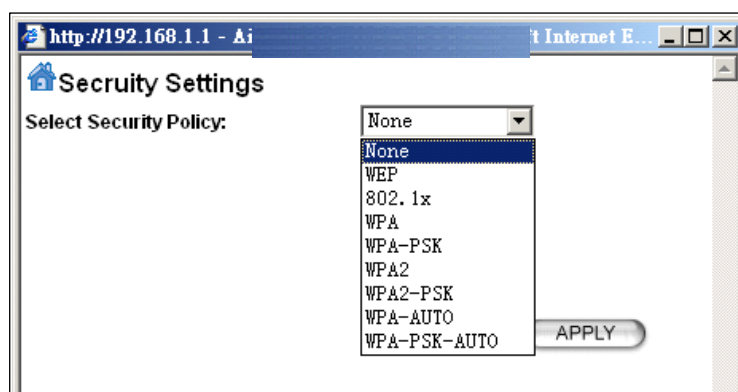 http://192.168.1.1 - Ai t Internet E...
Secruity Settings
Select Security Policy: None
None
WEP
802.1x
WPA
WPA-PSK
WPA2
WPA2-PSK
WPA-AUTO
WPA-PSK-AUTO
APPLY